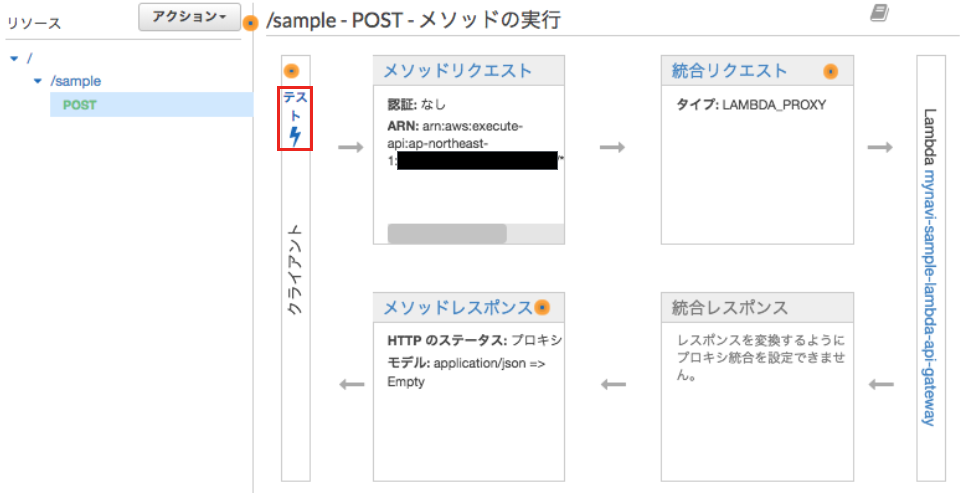 リソース
アクション
/sample - POST - メソッドの実行
/
/sample
POST
テス
ト
クライアント
メソッドリクエスト
認証: なし
ARN: arn:aws:execute-
api:ap-northeast-
1:
/*
統合リクエスト
タイプ: LAMBDA_PROXY
Lambda mynavi-sample-lambda-api-gateway
メソッドレスポンス
HTTP のステータス: プロキシ
モデル: application/json =>
Empty
統合レスポンス
レスポンスを変換するように
プロキシ統合を設定できませ
ん。